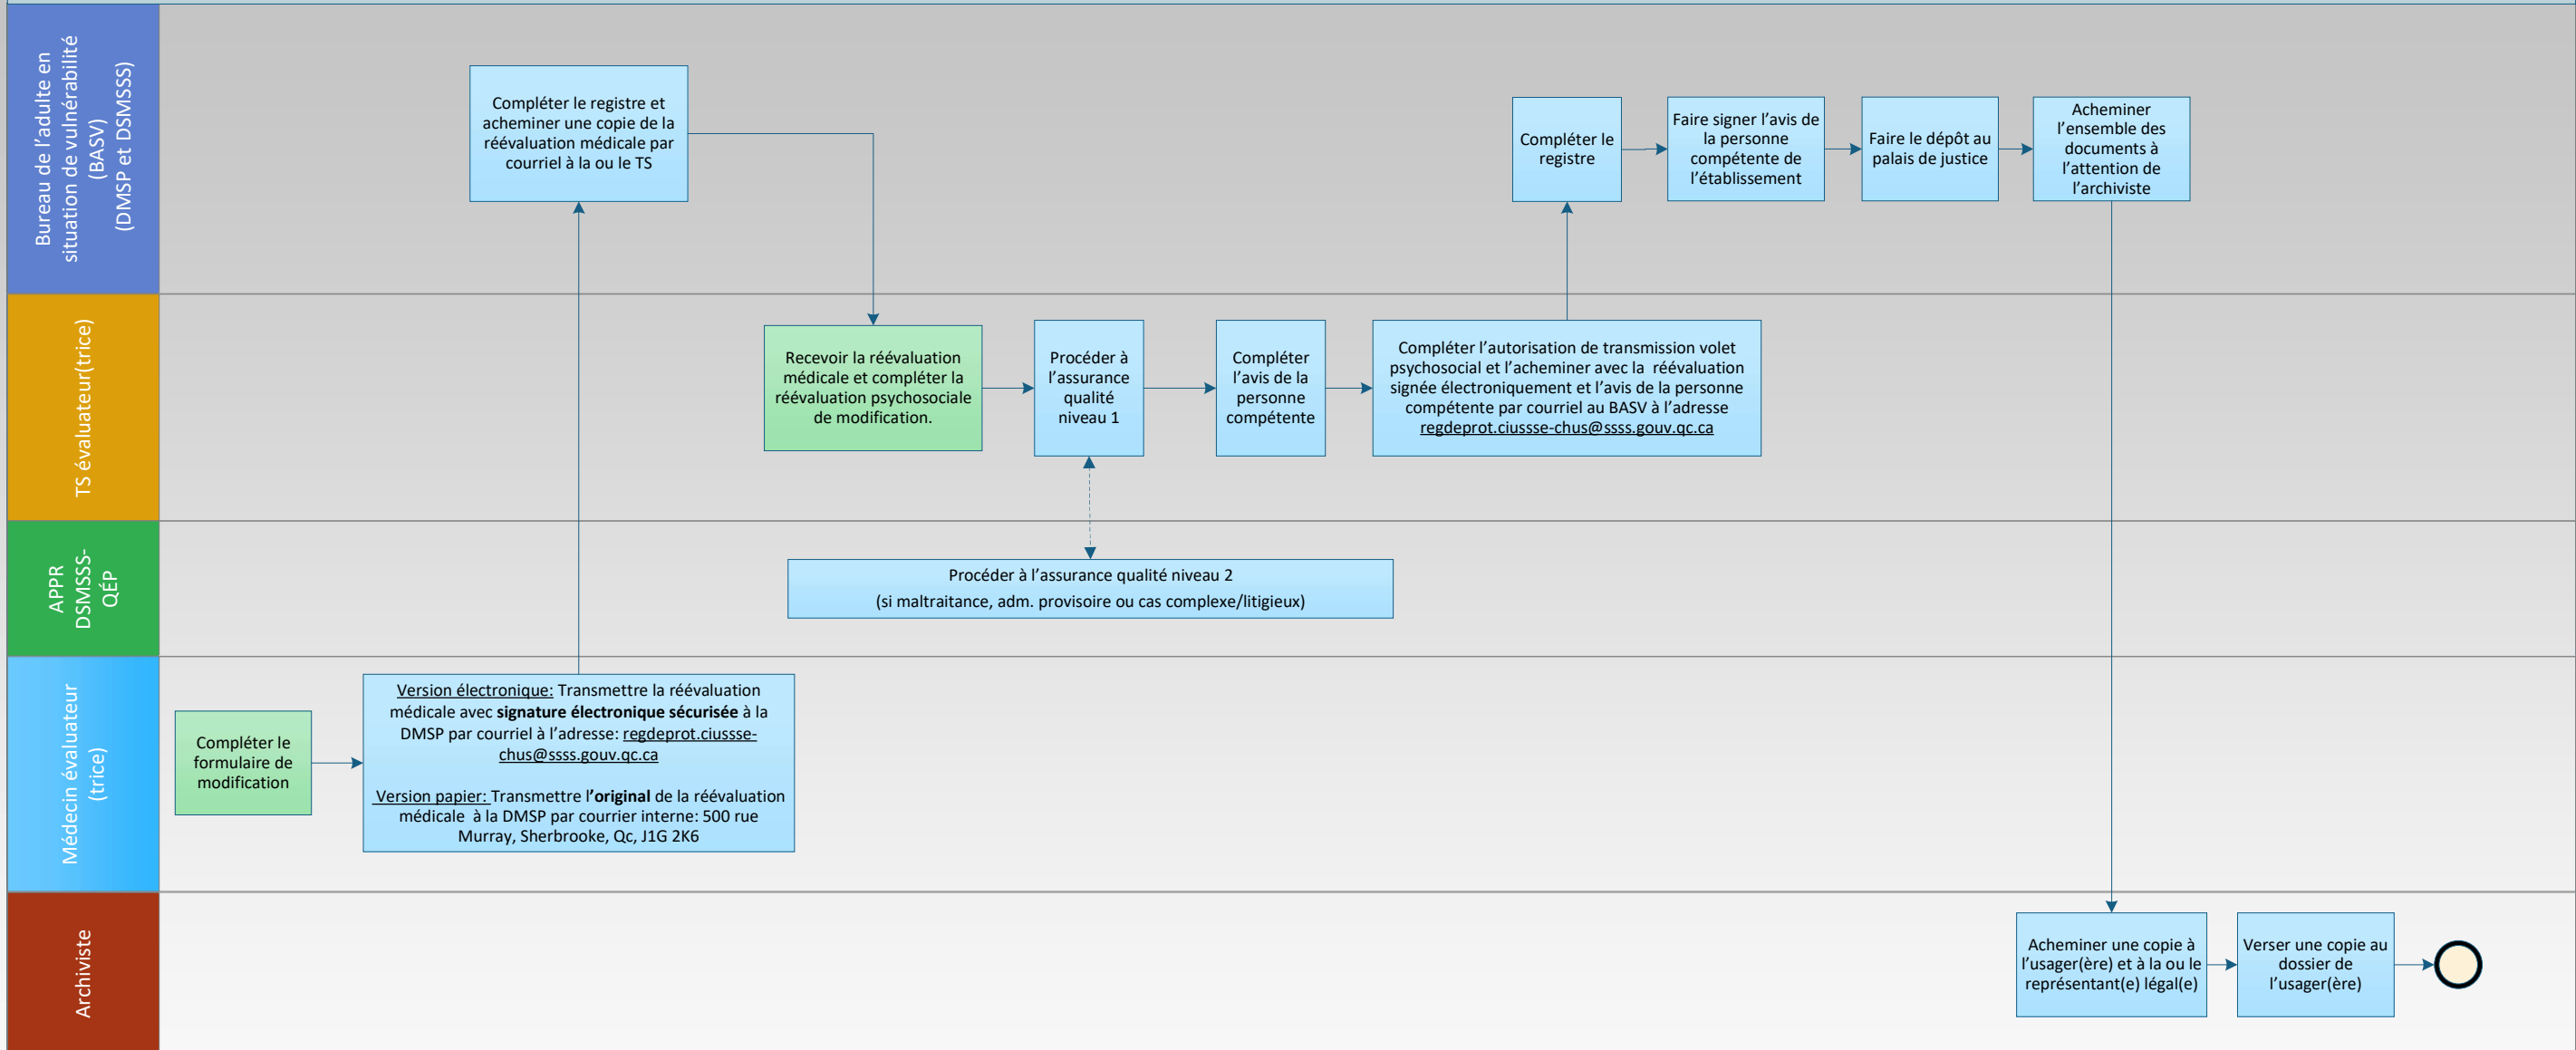 Bureau de l'adulte en
situation de vulnérabilité
(BASV)
(DMSP et DSMSSS)
Compléter le registre et
acheminer une copie de la
réévaluation médicale par
courriel à la ou le TS
Compléter le
registre
Faire signer l'avis de
la personne
compétente de
l'établissement
Faire le dépôt au
palais de justice
Acheminer
l'ensemble des
documents à
l'attention de
l'archiviste
TS évaluateur(trice)
Recevoir la réévaluation
médicale et compléter la
réévaluation psychosociale
de modification.
Procéder à
l'assurance
qualité
niveau 1
Compléter
l'avis de la
personne
compétente
Compléter l'autorisation de transmission volet
psychosocial et l'acheminer avec la réévaluation
signée électroniquement et l'avis de la personne
compétente par courriel au BASV à l'adresse
regdeprot.ciussse-chus@ssss.gouv.qc.ca
APPR
DSMSSS-
QÉP
Procéder à l'assurance qualité niveau 2
(si maltraitance, adm. provisoire ou cas complexe/litigieux)
Médecin évaluateur
(trice)
Compléter le
formulaire de
modification
Version électronique: Transmettre la réévaluation
médicale avec signature électronique sécurisée à la
DMSP par courriel à l'adresse: regdeprot.ciussse-
chus@ssss.gouv.qc.ca
Version papier: Transmettre l'original de la réévaluation
médicale à la DMSP par courrier interne: 500 rue
Murray, Sherbrooke, Qc, J1G 2K6
Archiviste
Acheminer une copie à
l'usager(ère) et à la ou le
représentant(e) légal(e)
Verser une copie au
dossier de
l'usager(ère)